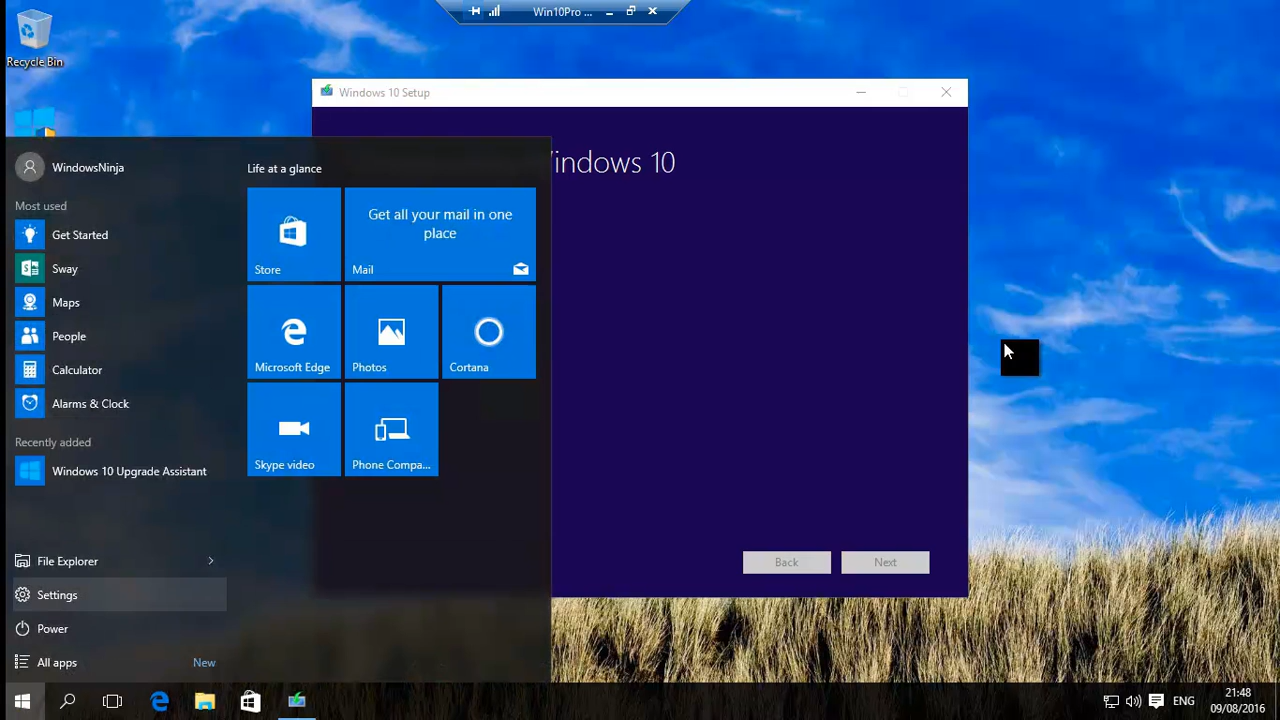 Win10Pro ...
Recycle Bin
Windows 10 Setup
indows 10
WindowsNinja
Most used
Get Started
Sway
Maps
People
Calculator
Alarms & Clock
Recently added
Windows 10 Upgrade Assistant
File Explorer
Settings
Power
All apps
New
Life at a glance
Store
Get all your mail in one
place
Mail
Microsoft Edge
Photos
Cortana
Skype video
Phone Compa...
Back
Next
ENG
21:48
09/08/2016